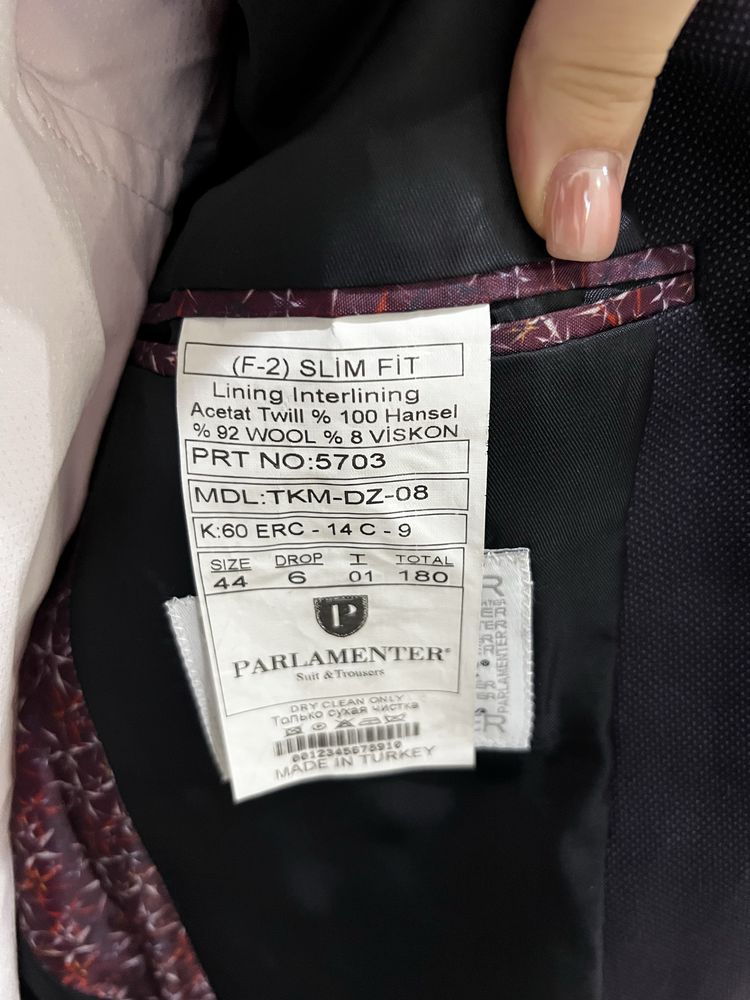 (F-2) SLİM FİT
Lining Interlining
Acetat Twill % 100 Hansel
% 92 WOOL % 8 VİSKON
PRT NO:5703
MDL:TKM-DZ-08
K:60 ERC - 14 C - 9
SIZE DROP I TOTAL
44 6 01 180
P
PARLAMENTER®
Suit & Trousers
DRY CLEAN ONLY
Только сухая чистка
0012345678910
MADE IN TURKEY
PARLAMENTER